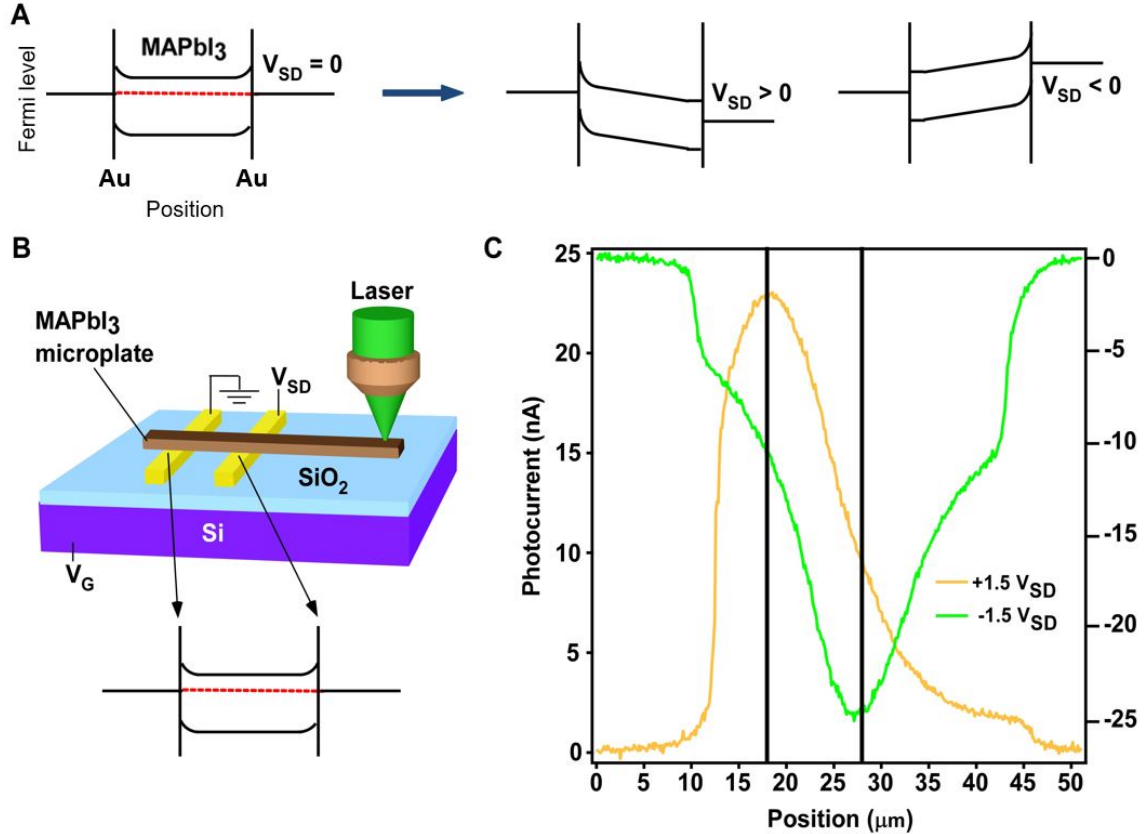 A
Fermi level
MAPbI3
VSD = 0
VSD > 0
VSD < 0
Au
Au
Position
B
Laser
MAPbI3
microplate
VSD
SiO2
Si
VG
C
Photocurrent (nA)
25
20
15
10
5
0
0
-5
-10
-15
-20
-25
+1.5 VSD
-1.5 VSD
0 5 10 15 20 25 30 35 40 45 50
Position (μm)